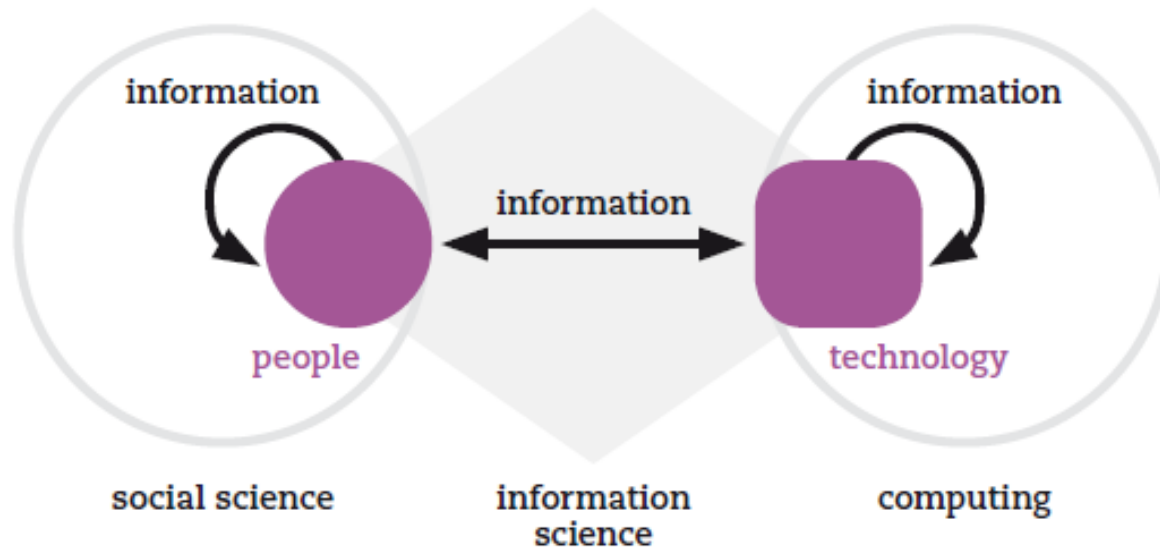 information
information
information
people
technology
social science
information
science
computing